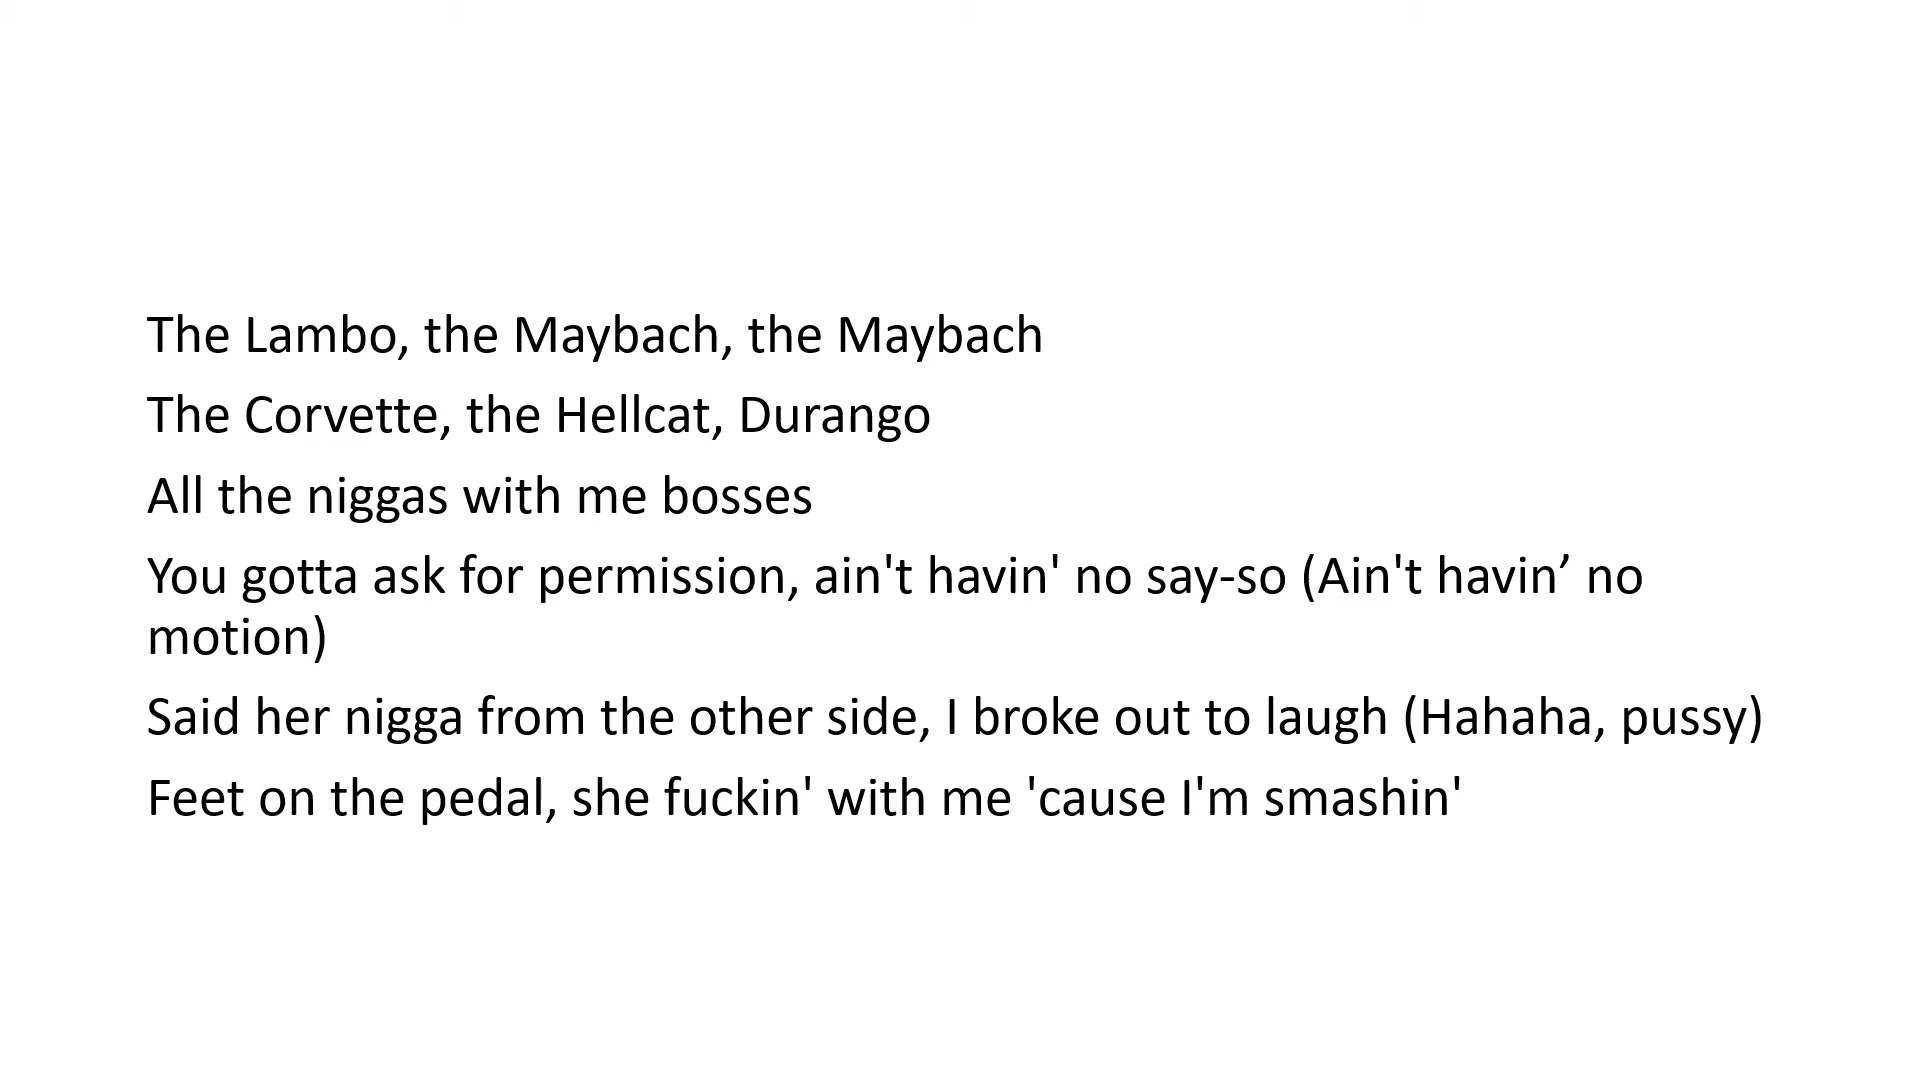 The Lambo, the Maybach, the Maybach
The Corvette, the Hellcat, Durango
All the niggas with me bosses
You gotta ask for permission, ain't havin' no say-so (Ain't havin’ no
motion)
Said her nigga from the other side, I broke out to laugh (Hahaha, pussy)
Feet on the pedal, she fuckin' with me 'cause I'm smashin'